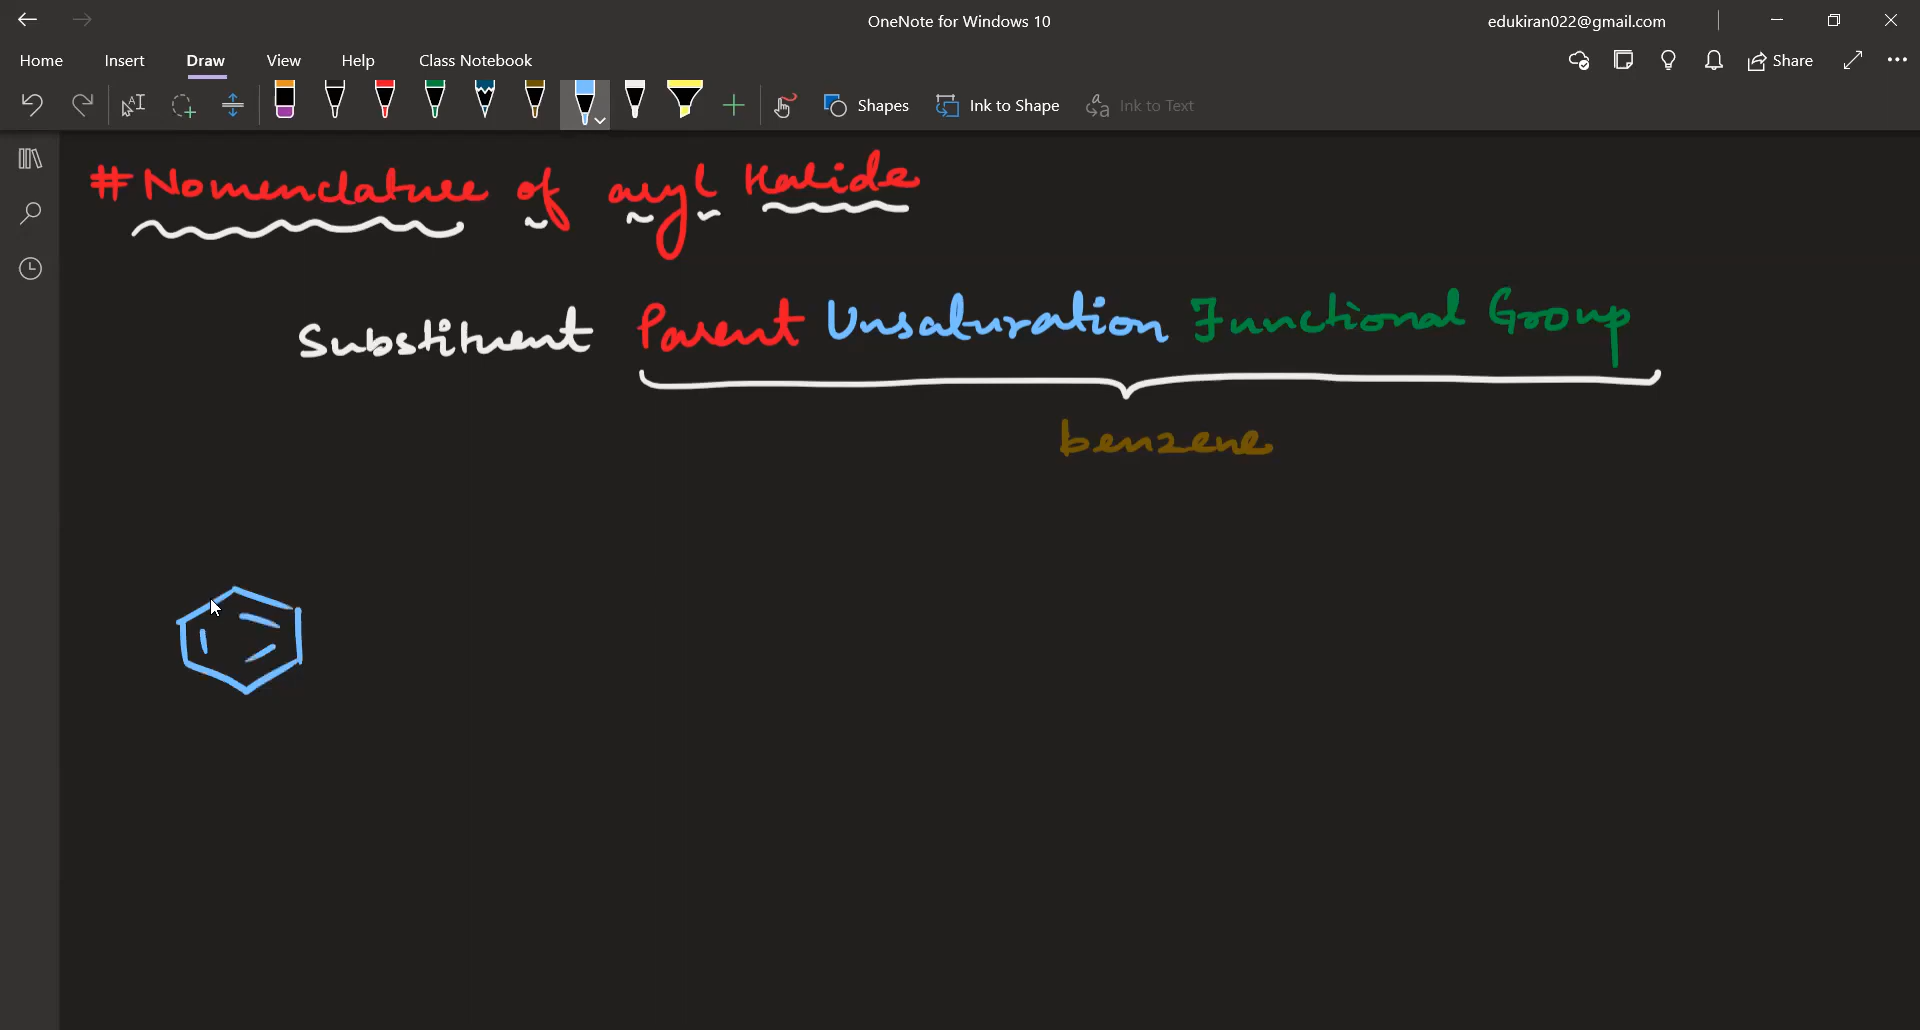 OneNote for Windows 10
edukiran022@gmail.com
Home Insert Draw View Help Class Notebook
Share
Shapes Ink to Shape Ink to Text
#Nomenclature of aryl Halide
Substituent Parent Unsaturation Functional Group
benzene